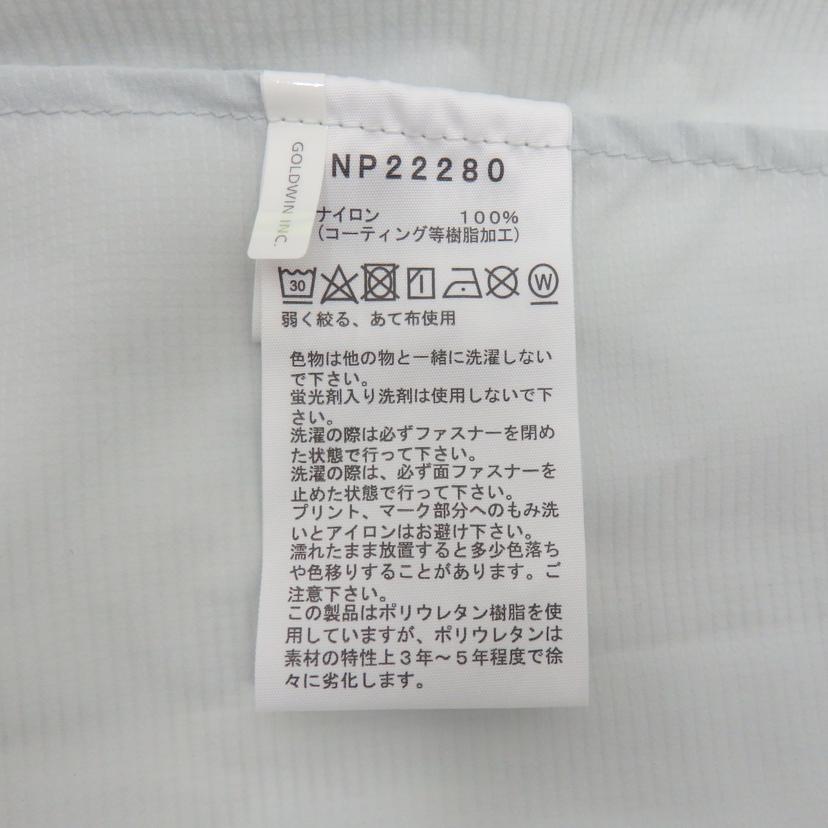 GOLDWIN INC.
NP22280
ナイロン 100%
(コーティング等樹脂加工)
30
W
弱く絞る、あて布使用
色物は他の物と一緒に洗濯しない
で下さい。
蛍光剤入り洗剤は使用しないで下
さい。
洗濯の際は必ずファスナーを閉め
た状態で行って下さい。
洗濯の際は、必ず面ファスナーを
止めた状態で行って下さい。
プリント、マーク部分へのもみ洗
いとアイロンはお避け下さい。
濡れたまま放置すると多少色落ち
や色移りすることがあります。ご
注意下さい。
この製品はポリウレタン樹脂を使
用していますが、ポリウレタンは
素材の特性上3年~5年程度で徐
々に劣化します。